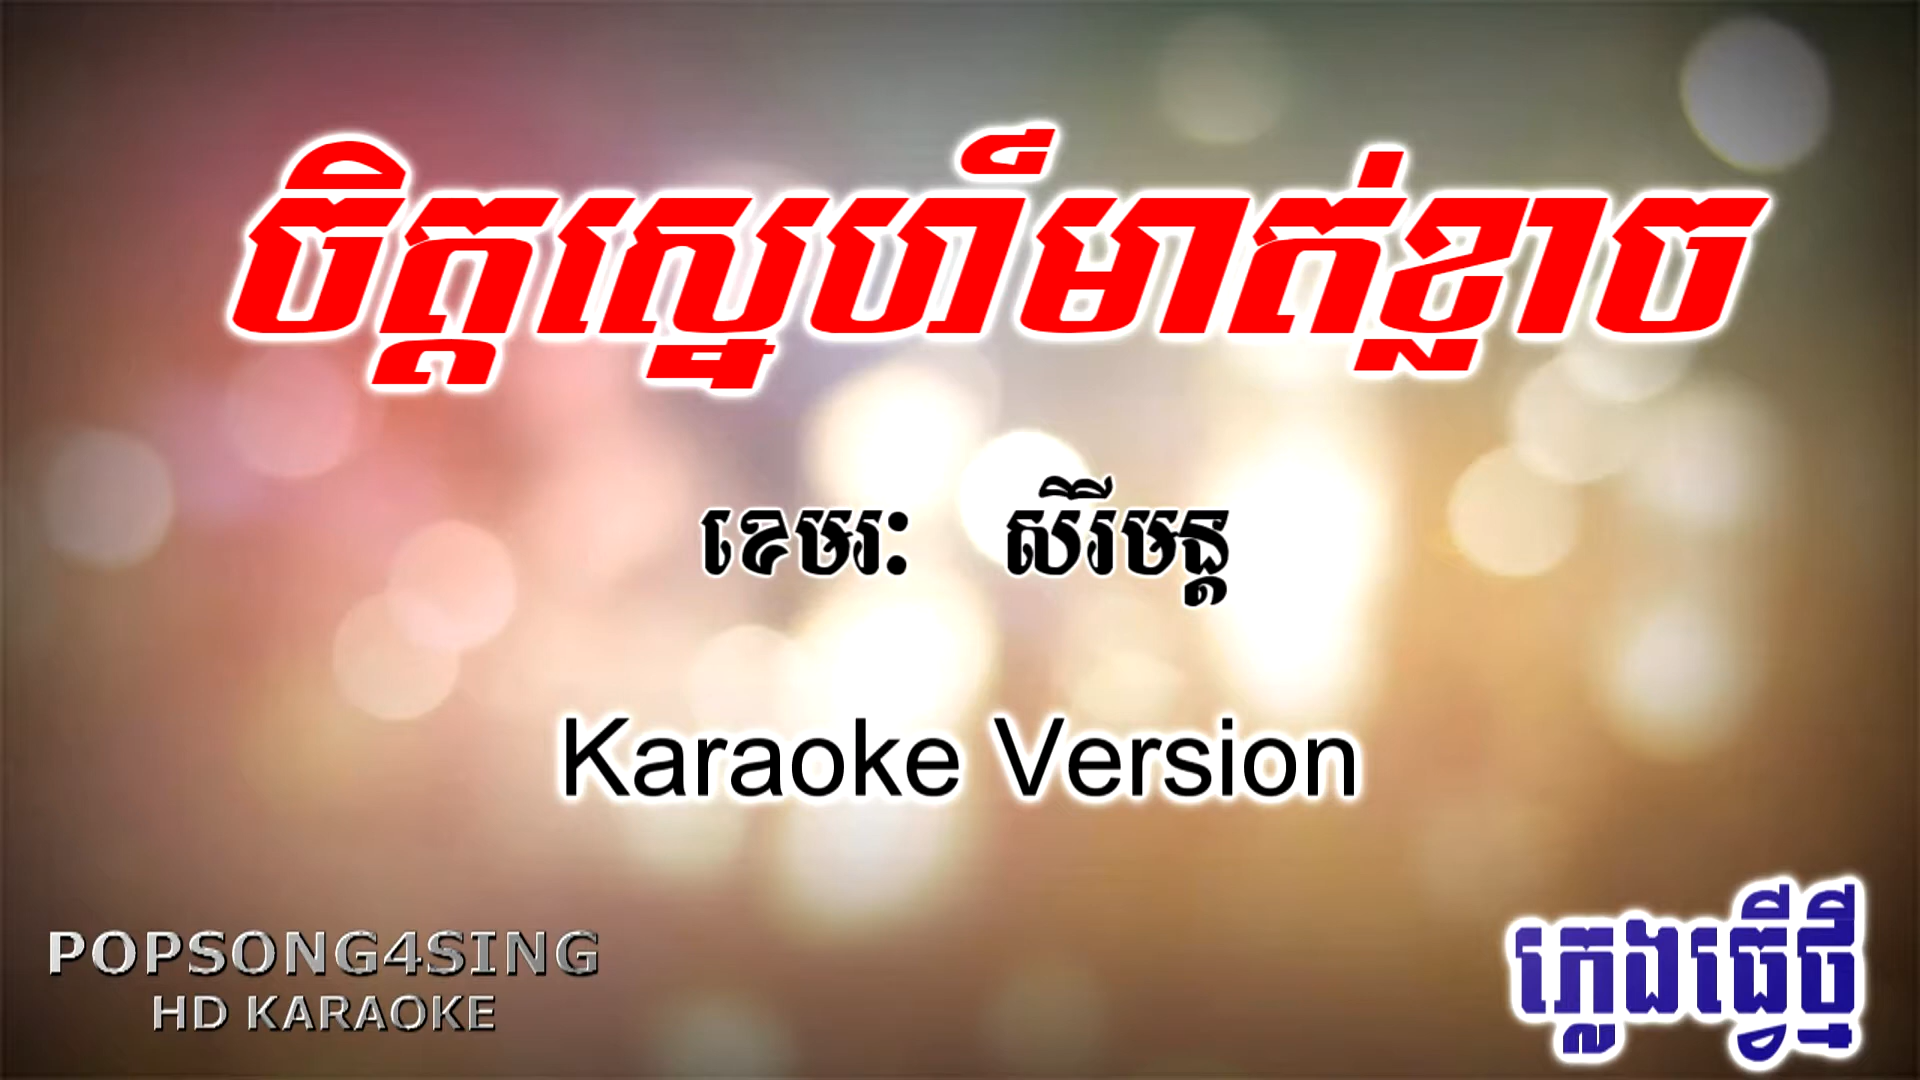 ចិត្តស្នេហ៍មាត់ខ្លាច
ខេមរៈ សិរីមន្ត
Karaoke Version
POPSONG4SING
HD KARAOKE
ភ្លេងធ្វើថ្មី